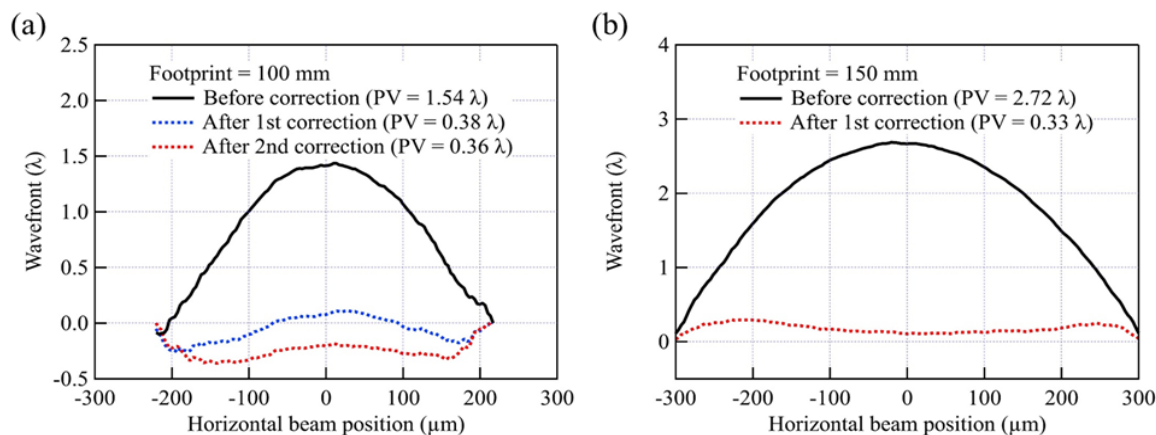 (a)
2.5
2.0
1.5
1.0
0.5
0.0
-0.5
Wavefront (λ)
Footprint = 100 mm
Before correction (PV = 1.54 λ)
After 1st correction (PV = 0.38 λ)
After 2nd correction (PV = 0.36 λ)
-300 -200 -100 0 100 200 300
Horizontal beam position (µm)
(b)
4
3
2
1
0
Wavefront (λ)
Footprint = 150 mm
Before correction (PV = 2.72 λ)
After 1st correction (PV = 0.33 λ)
-300 -200 -100 0 100 200 300
Horizontal beam position (µm)